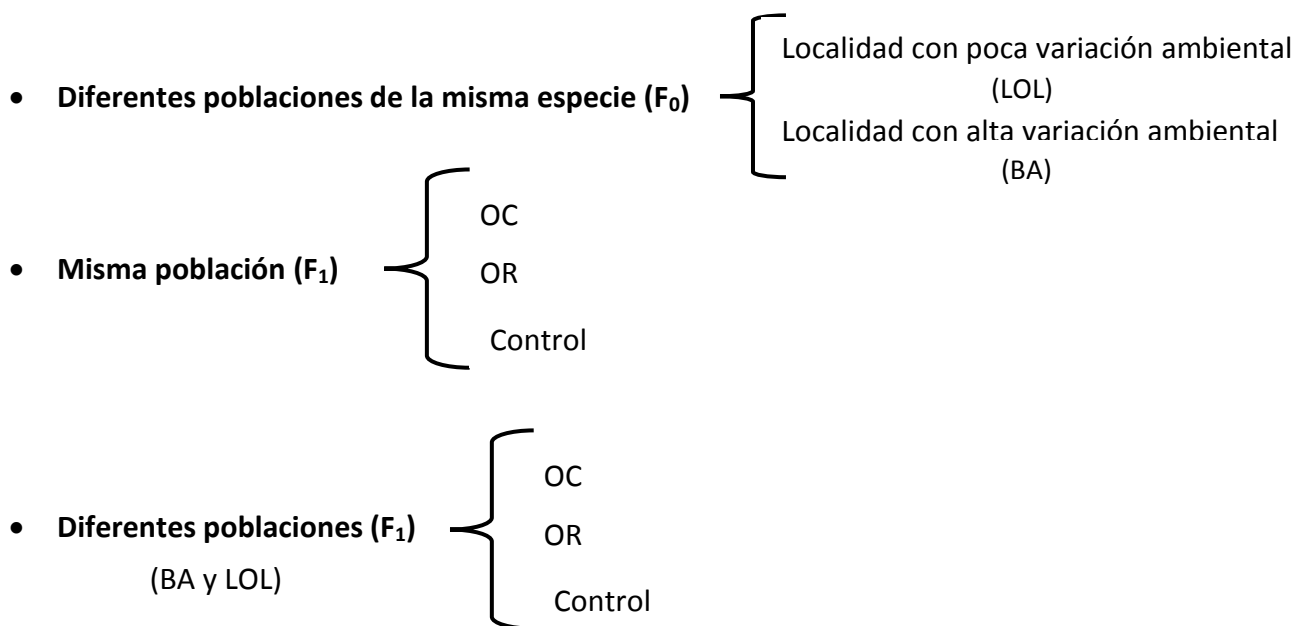 Localidad con poca variación ambiental
• Diferentes poblaciones de la misma especie (F₀)
(LOL)
Localidad con alta variación ambiental
(BA)
OC
• Misma población (F₁)
OR
Control
OC
• Diferentes poblaciones (F₁)
OR
(BA y LOL)
Control